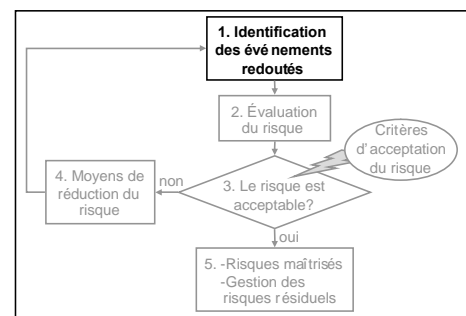 1. Identification
des évé nements
redoutés
2. Évaluation
du risque
Critères
d'acceptation
du risque
4. Moyens de
réduction du
risque
non
3. Le risque est
acceptable?
oui
5. -Risques maîtrisés
-Gestion des
risques résiduels